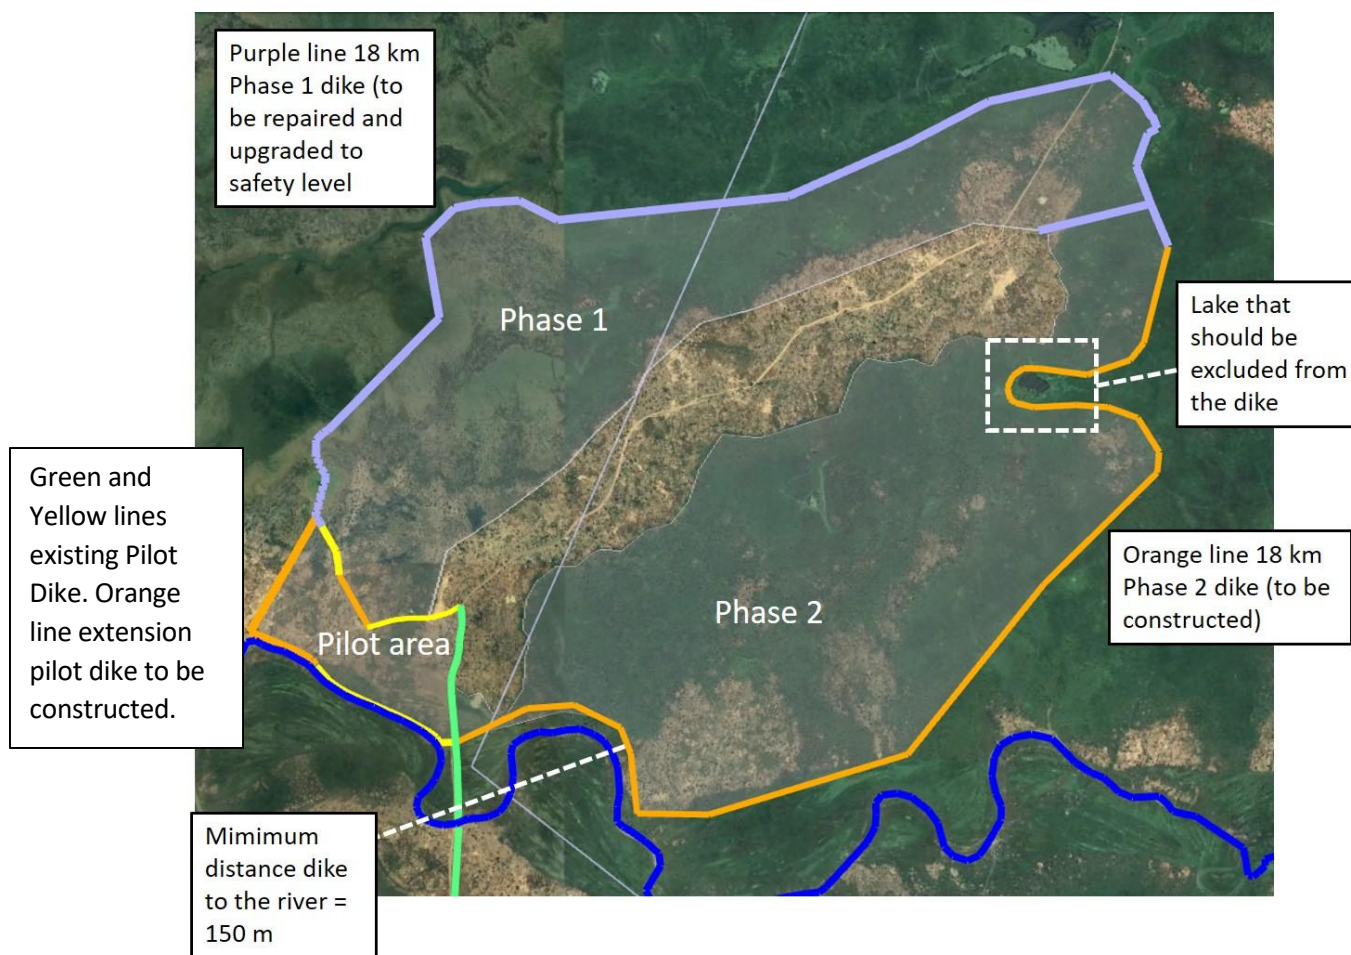 Purple line 18 km
Phase 1 dike (to
be repaired and
upgraded to
safety level
Phase 1
Lake that
should be
excluded from
the dike
Green and
Yellow lines
existing Pilot
Dike. Orange
line extension
pilot dike to be
constructed.
Orange line 18 km
Phase 2 dike (to be
constructed)
Phase 2
Pilot area
Mimimum
distance dike
to the river =
150 m